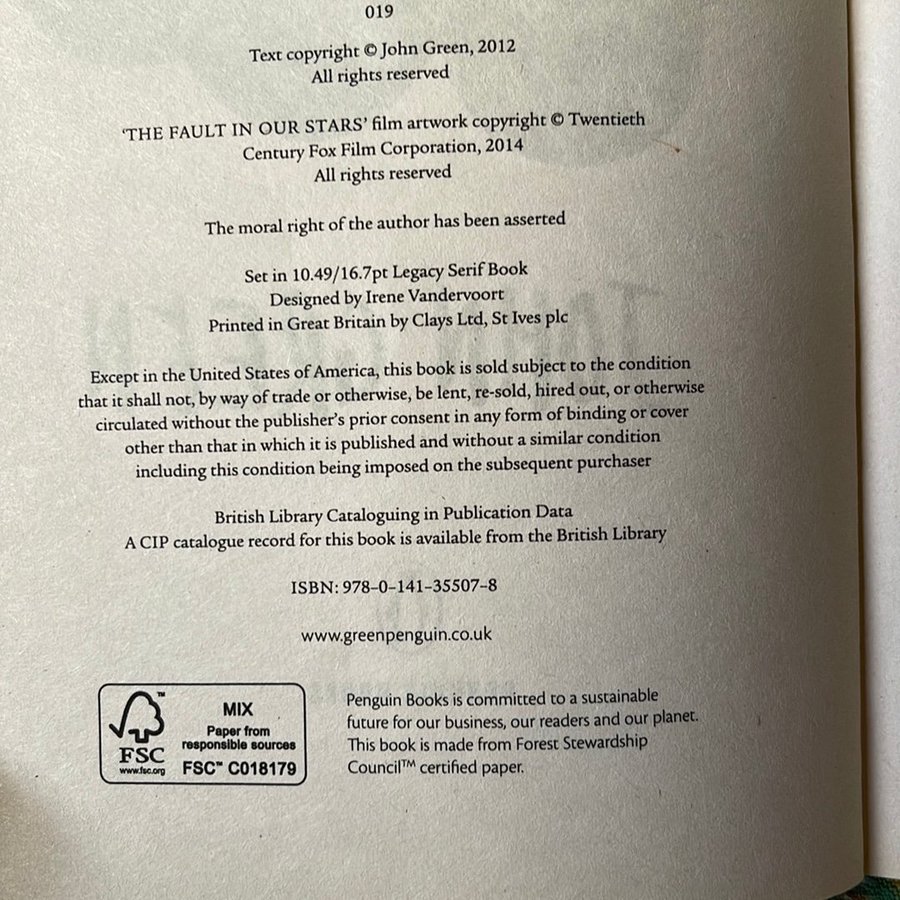 019
Text copyright © John Green, 2012
All rights reserved
‘THE FAULT IN OUR STARS’ film artwork copyright © Twentieth
Century Fox Film Corporation, 2014
All rights reserved
The moral right of the author has been asserted
Set in 10.49/16.7pt Legacy Serif Book
Designed by Irene Vandervoort
Printed in Great Britain by Clays Ltd, St Ives plc
Except in the United States of America, this book is sold subject to the condition
that it shall not, by way of trade or otherwise, be lent, re-sold, hired out, or otherwise
circulated without the publisher’s prior consent in any form of binding or cover
other than that in which it is published and without a similar condition
including this condition being imposed on the subsequent purchaser
British Library Cataloguing in Publication Data
A CIP catalogue record for this book is available from the British Library
ISBN: 978–0–141–35507–8
www.greenpenguin.co.uk
FSC
www.fsc.org
MIX
Paper from
responsible sources
FSC™ C018179
Penguin Books is committed to a sustainable
future for our business, our readers and our planet.
This book is made from Forest Stewardship
Council™ certified paper.